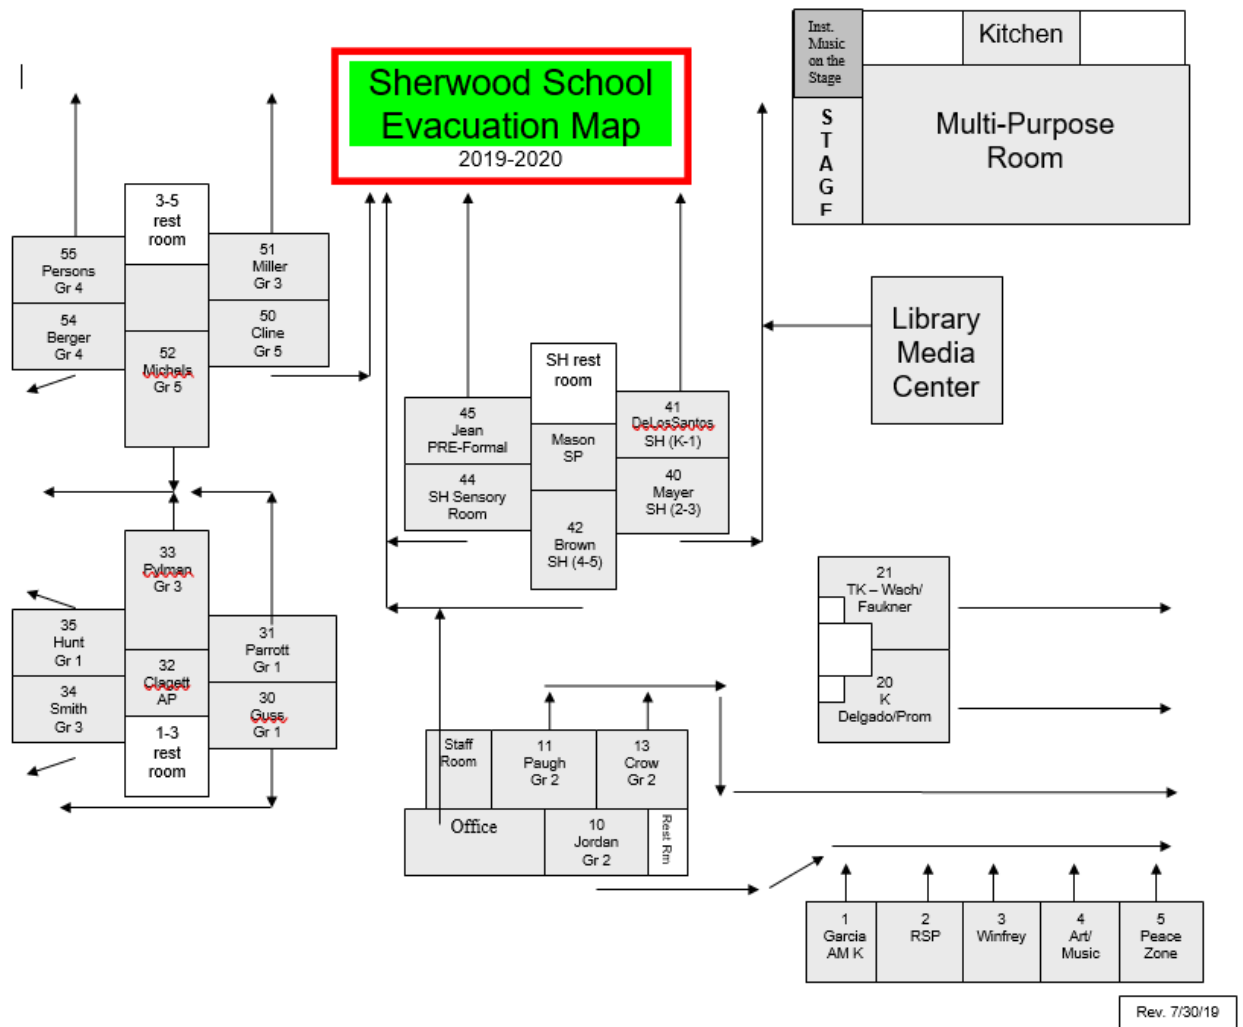 Sherwood School
Evacuation Map
2019-2020
Inst.
Music
on the
Stage
Kitchen
S
T
A
G
E
Multi-Purpose
Room
3-5
rest
room
55
Persons
Gr 4
51
Miller
Gr 3
54
Berger
Gr 4
50
Cline
Gr 5
52
Michels
Gr 5
Library
Media
Center
SH rest
room
45
Jean
PRE-Formal
Mason
SP
41
DeLosSantos
SH (K-1)
44
SH Sensory
Room
40
Mayer
SH (2-3)
42
Brown
SH (4-5)
33
Pylman
Gr 3
35
Hunt
Gr 1
31
Parrott
Gr 1
32
Clagett
AP
34
Smith
Gr 3
30
Guss
Gr 1
1-3
rest
room
21
TK – Wach/
Faukner
20
K
Delgado/Prom
Staff
Room
11
Paugh
Gr 2
13
Crow
Gr 2
Office
10
Jordan
Gr 2
Rest Rm
1
Garcia
AM K
2
RSP
3
Winfrey
4
Art/
Music
5
Peace
Zone
Rev. 7/30/19